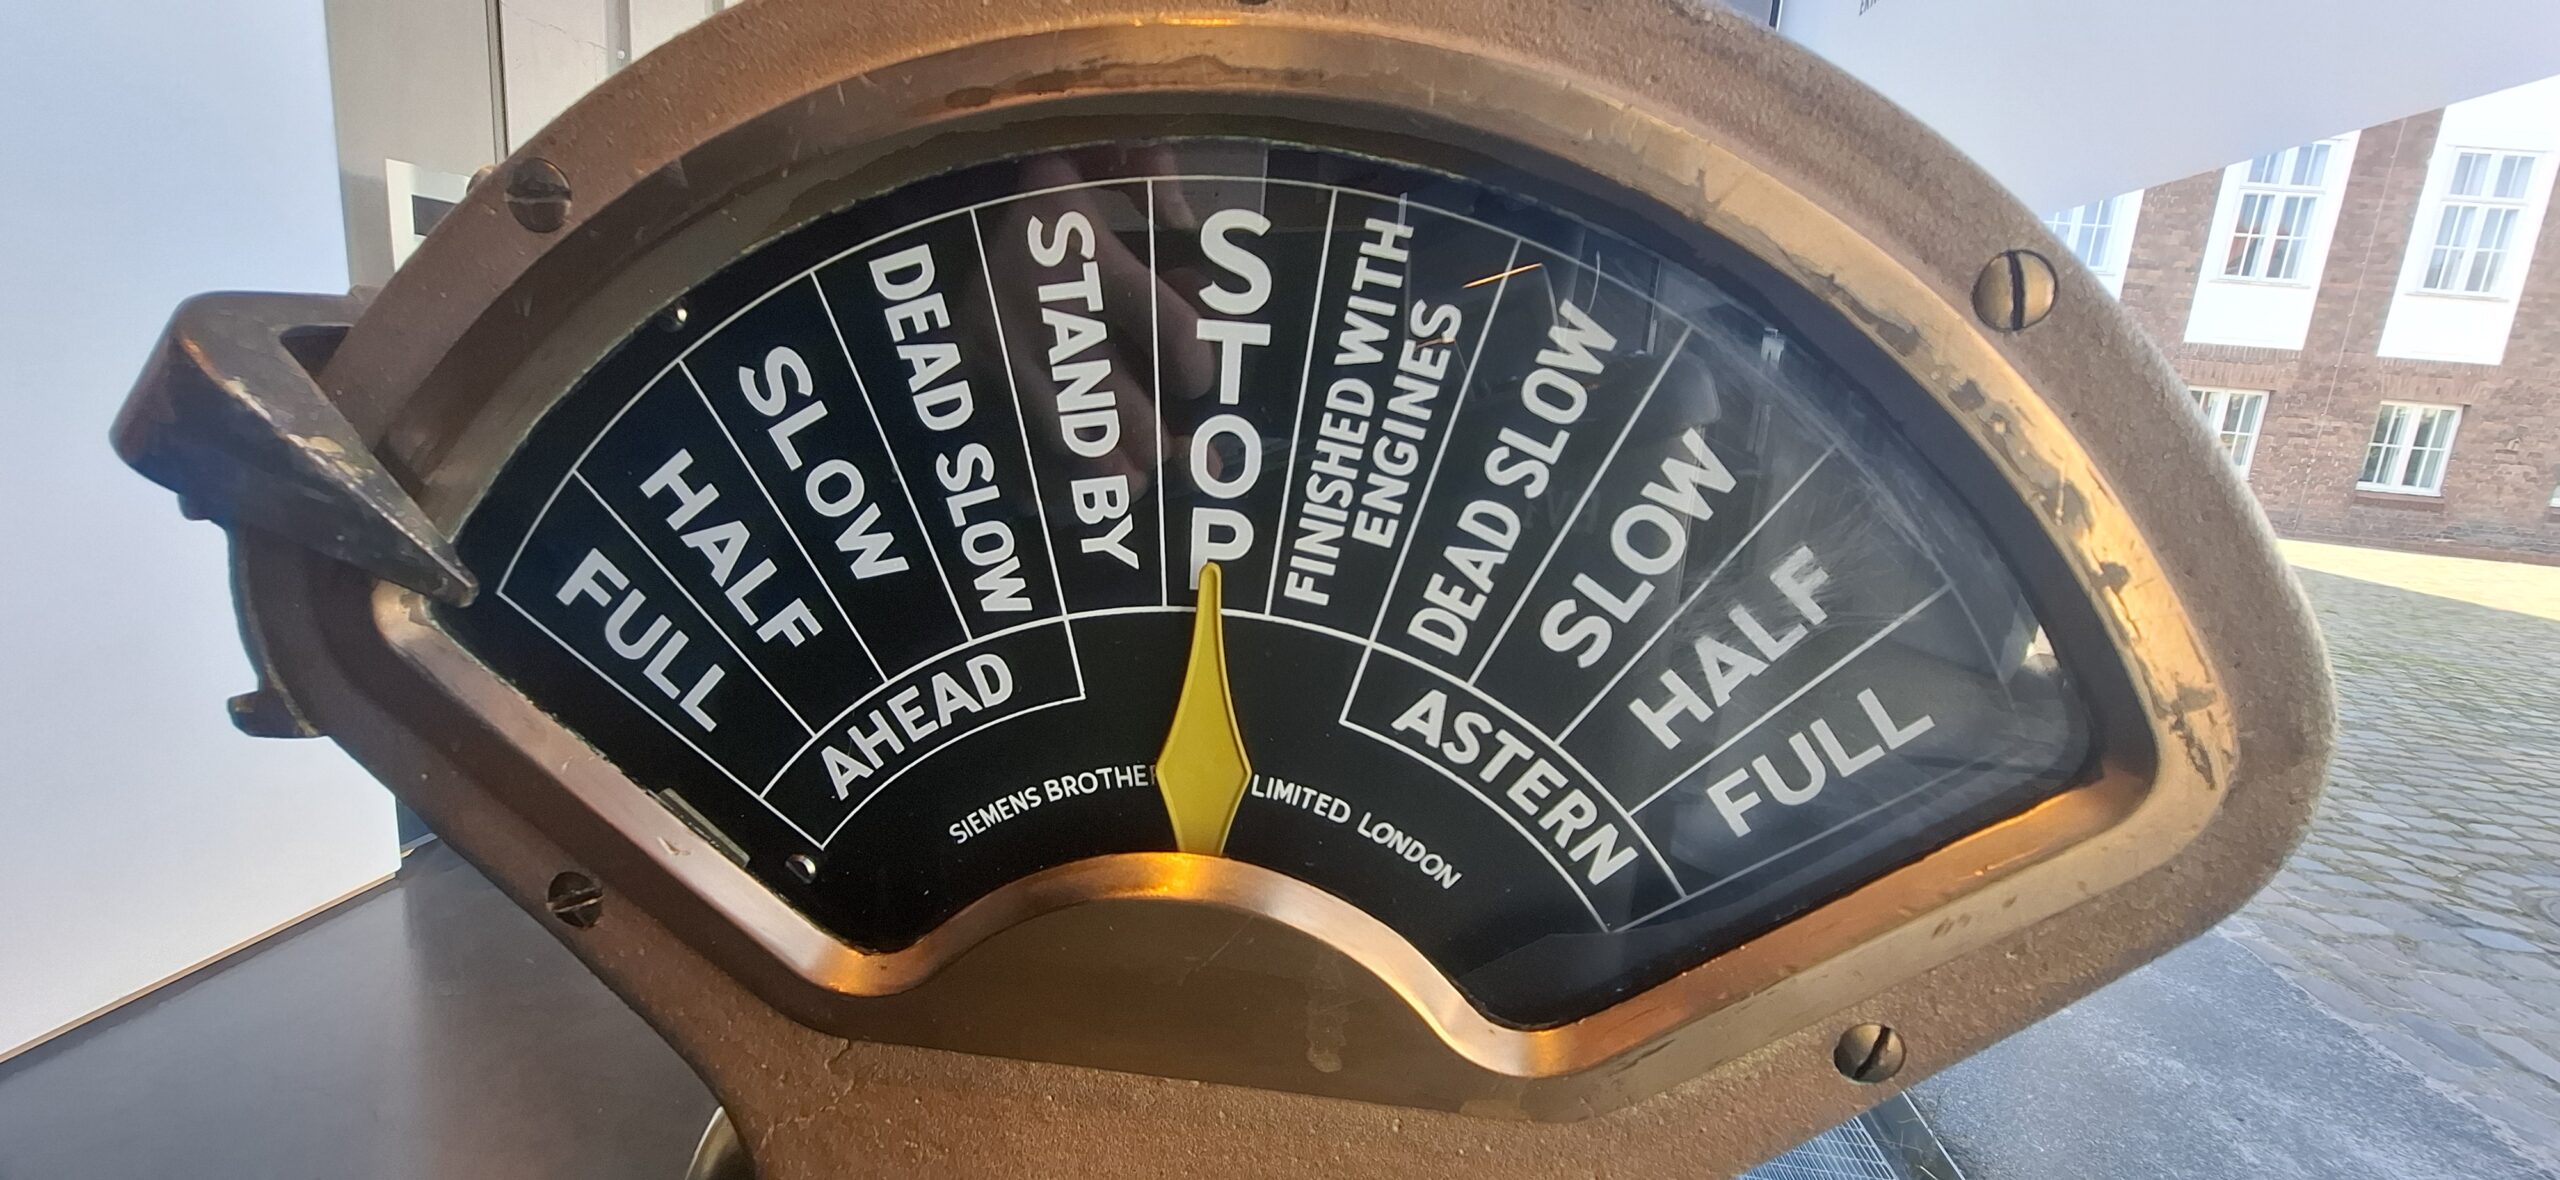 FULL
HALF
SLOW
DEAD SLOW
STAND BY
STOP
FINISHED WITH
ENGINES
DEAD SLOW
SLOW
HALF
FULL
AHEAD
ASTERN
SIEMENS BROTHER LIMITED LONDON